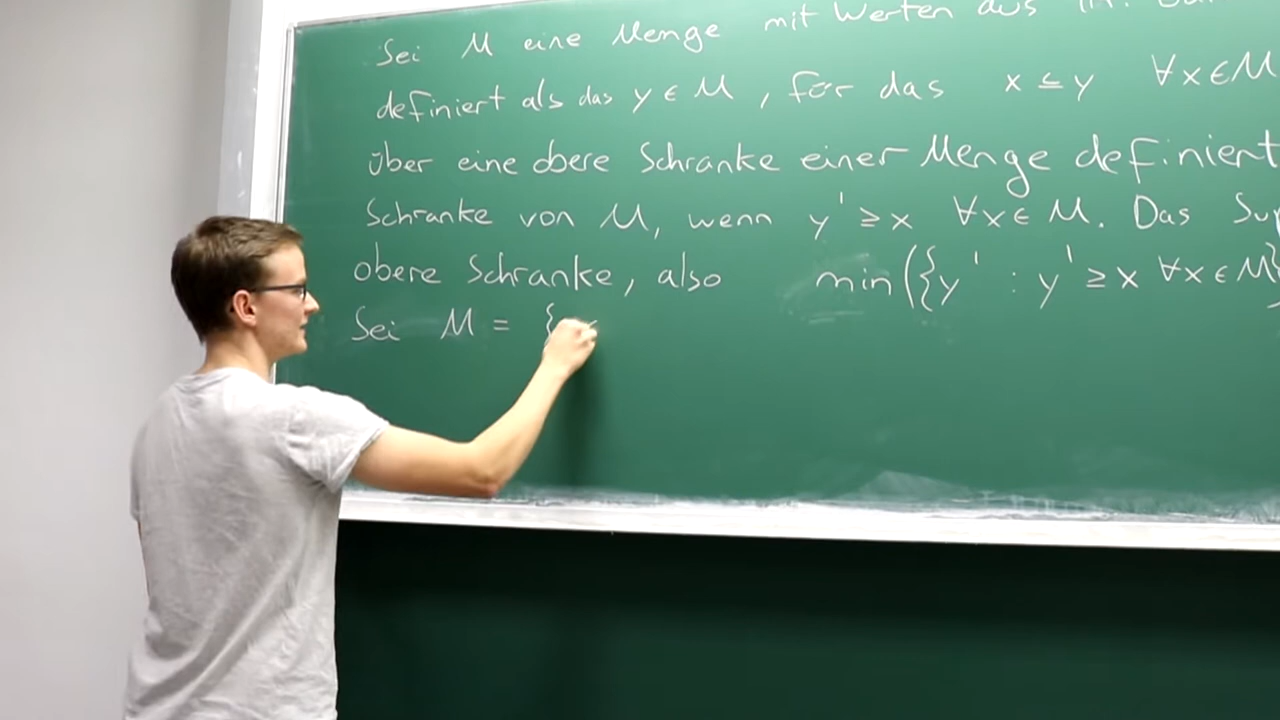 Sei M eine Menge mit Werten aus
definiert als das y ∈ M, für das x ≤ y ∀x∈M
über eine obere Schranke einer Menge definiert
Schranke von M, wenn y' ≥ x ∀x∈M. Das
obere Schranke, also min({y' : y' ≥ x ∀x∈M}
Sei M = {